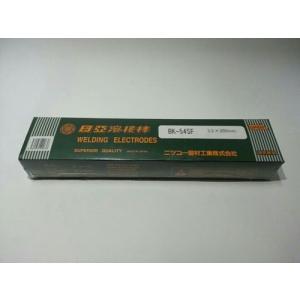 日亞溶接棒
WELDING ELECTRODES
SUPERIOR QUALITY
BK-54SF
ニツコー熔材工業株式会社